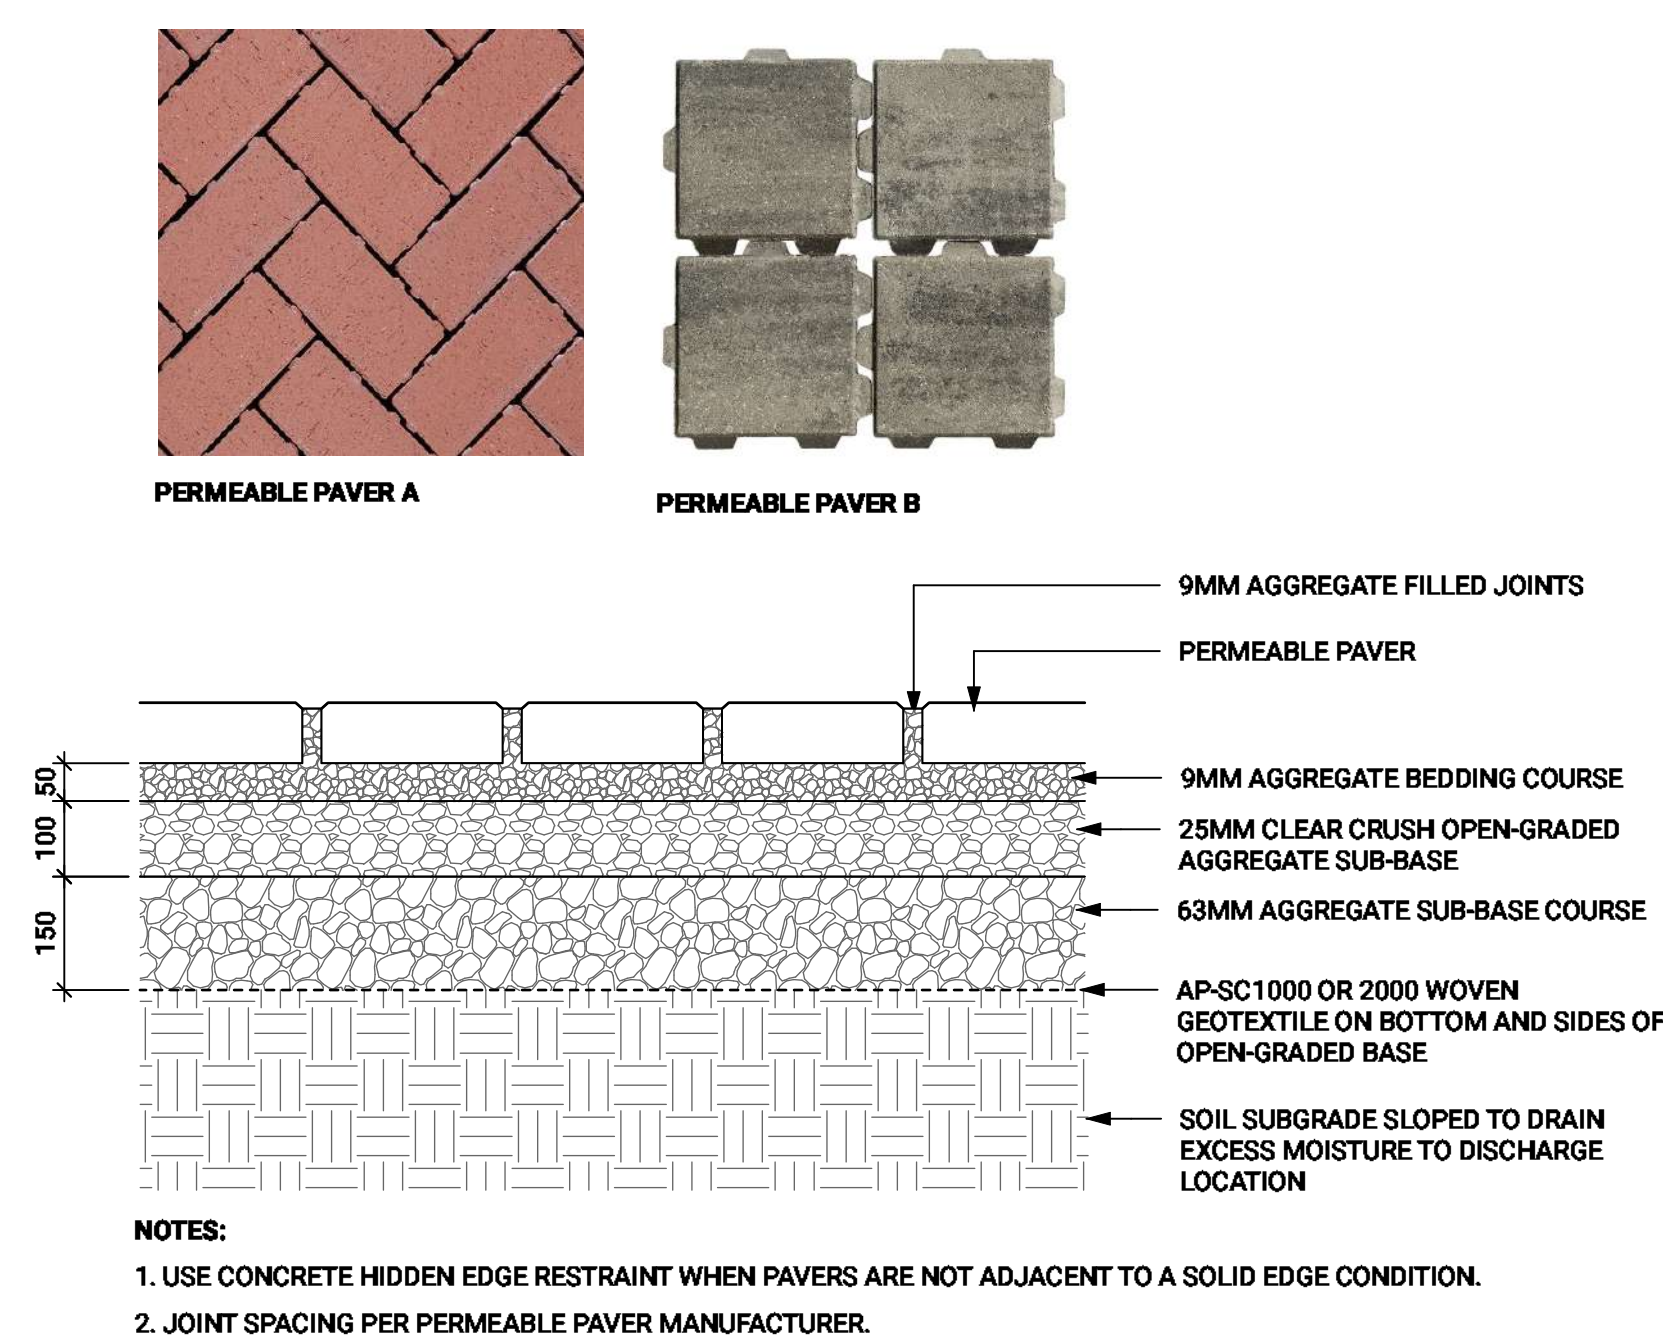 PERMEABLE PAVER A
PERMEABLE PAVER B
9MM AGGREGATE FILLED JOINTS
PERMEABLE PAVER
50
100
150
9MM AGGREGATE BEDDING COURSE
25MM CLEAR CRUSH OPEN-GRADED
AGGREGATE SUB-BASE
63MM AGGREGATE SUB-BASE COURSE
AP-SC1000 OR 2000 WOVEN
GEOTEXTILE ON BOTTOM AND SIDES OF
OPEN-GRADED BASE
SOIL SUBGRADE SLOPED TO DRAIN
EXCESS MOISTURE TO DISCHARGE
LOCATION
NOTES:
1. USE CONCRETE HIDDEN EDGE RESTRAINT WHEN PAVERS ARE NOT ADJACENT TO A SOLID EDGE CONDITION.
2. JOINT SPACING PER PERMEABLE PAVER MANUFACTURER.